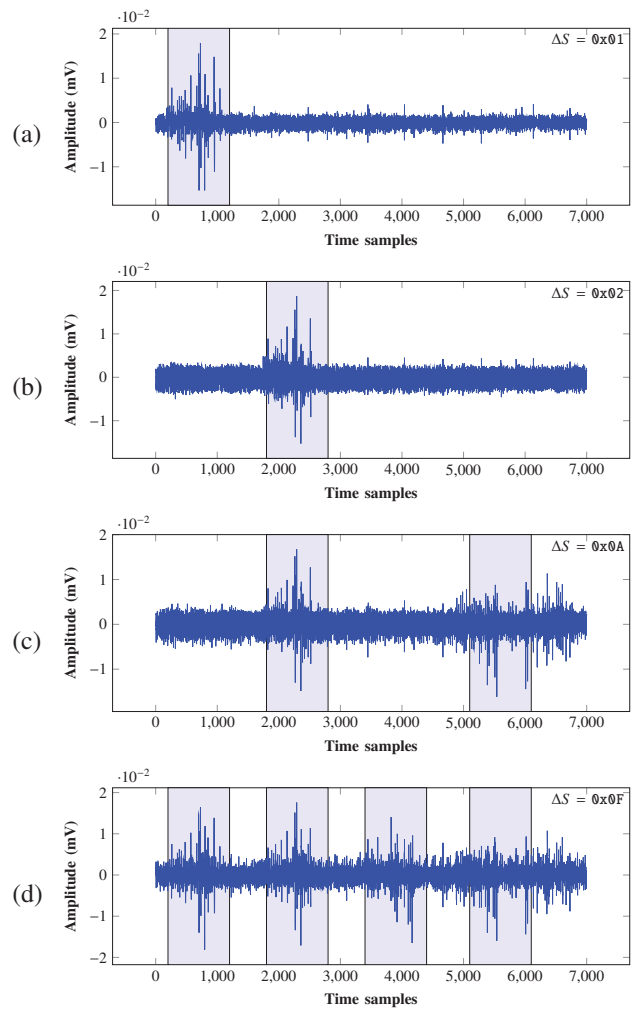 ·10⁻²
ΔS = 0x01
2
1
0
−1
Amplitude (mV)
(a)
0 1,000 2,000 3,000 4,000 5,000 6,000 7,000
Time samples
·10⁻²
ΔS = 0x02
2
1
0
−1
Amplitude (mV)
(b)
0 1,000 2,000 3,000 4,000 5,000 6,000 7,000
Time samples
·10⁻²
ΔS = 0x0A
2
1
0
−1
Amplitude (mV)
(c)
0 1,000 2,000 3,000 4,000 5,000 6,000 7,000
Time samples
·10⁻²
ΔS = 0x0F
2
1
0
−1
−2
Amplitude (mV)
(d)
0 1,000 2,000 3,000 4,000 5,000 6,000 7,000
Time samples